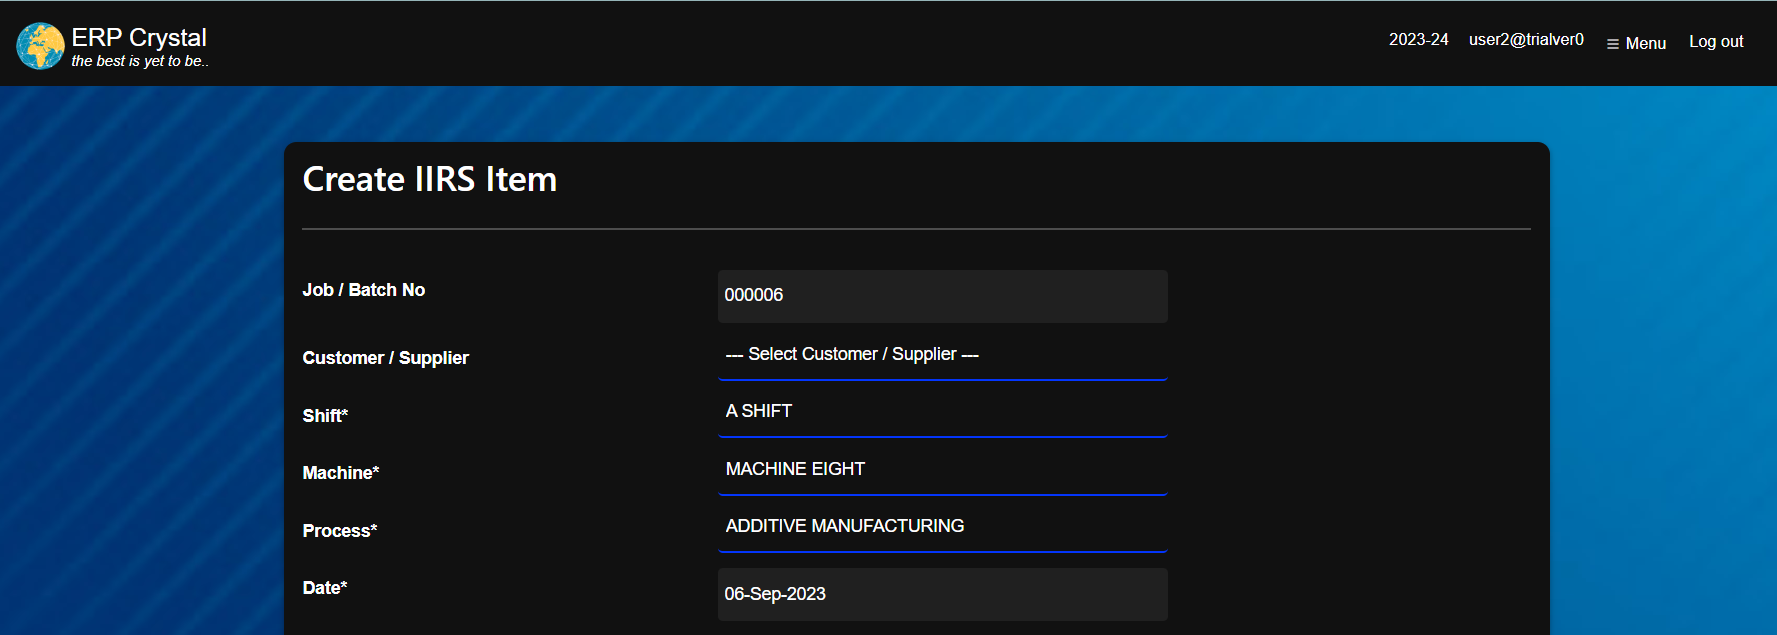 ERP Crystal
the best is yet to be..
2023-24 user2@trialver0 Menu Log out
Create IIRS Item
Job / Batch No 000006
Customer / Supplier --- Select Customer / Supplier ---
Shift* A SHIFT
Machine* MACHINE EIGHT
Process* ADDITIVE MANUFACTURING
Date* 06-Sep-2023